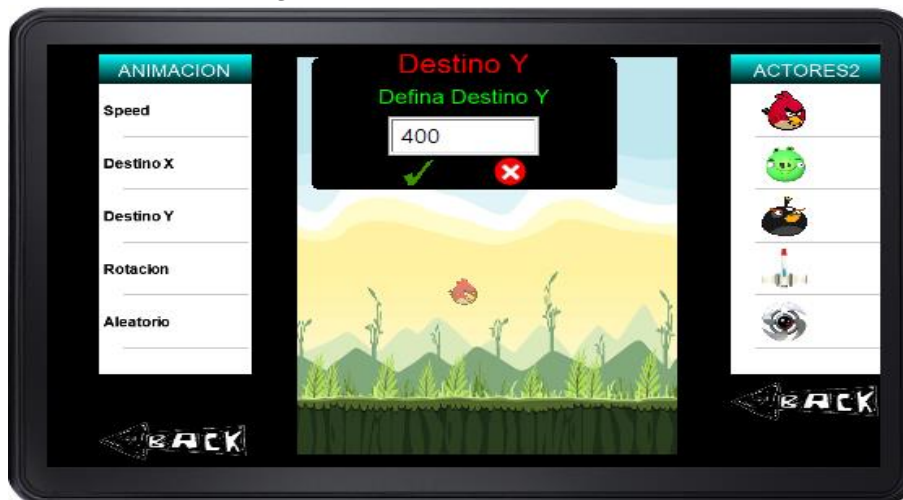 ANIMACION
Speed
Destino X
Destino Y
Rotacion
Aleatorio
BACK
Destino Y
Defina Destino Y
400
ACTORES2
BACK